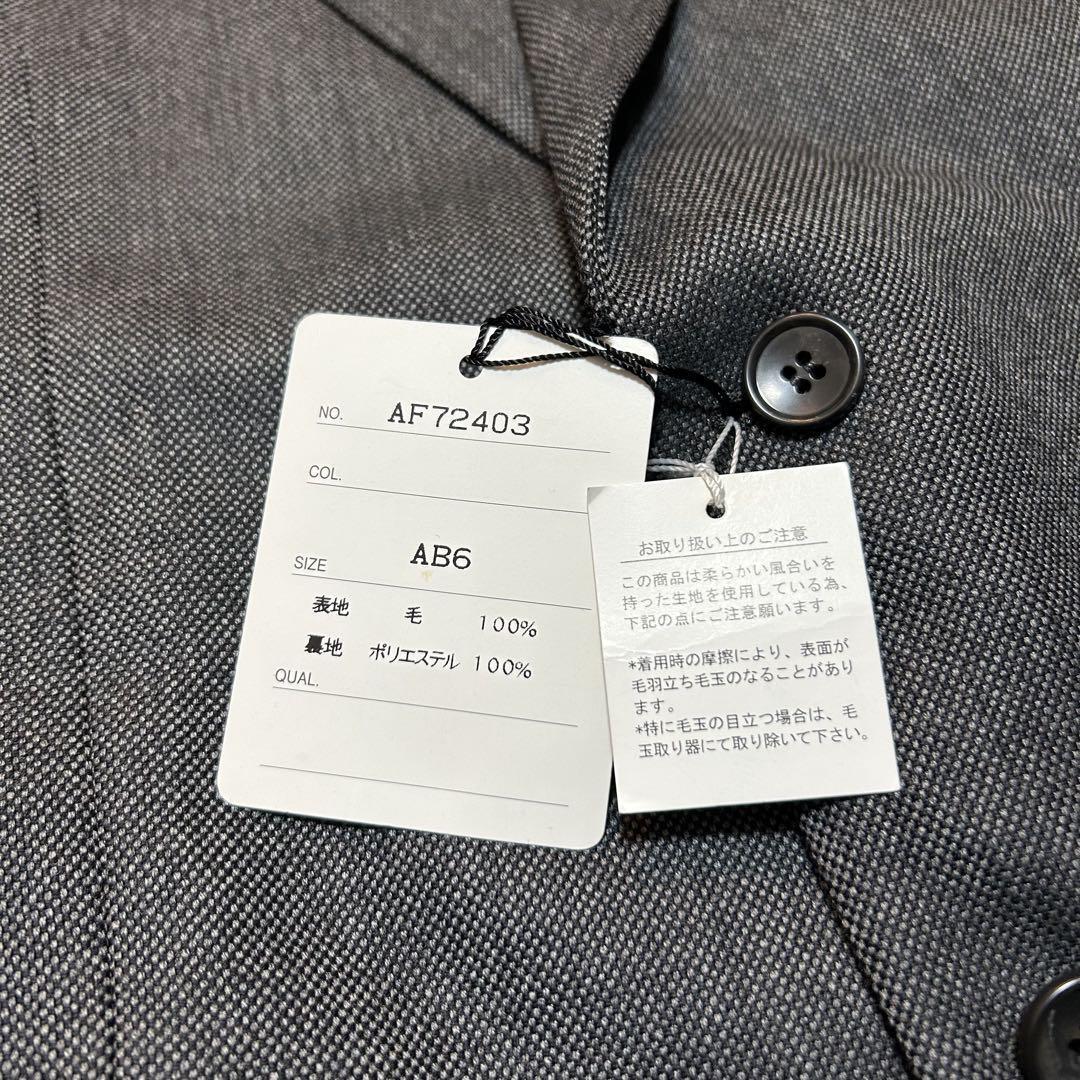 NO. AF72403
COL.
SIZE AB6
表地 毛 100%
裏地 ポリエステル 100%
QUAL.
お取り扱い上のご注意
この商品は柔らかい風合いを
持った生地を使用している為、
下記の点にご注意願います。
*着用時の摩擦により、表面が
毛羽立ち毛玉のなることがあり
ます。
*特に毛玉の目立つ場合は、毛
玉取り器にて取り除いて下さい。